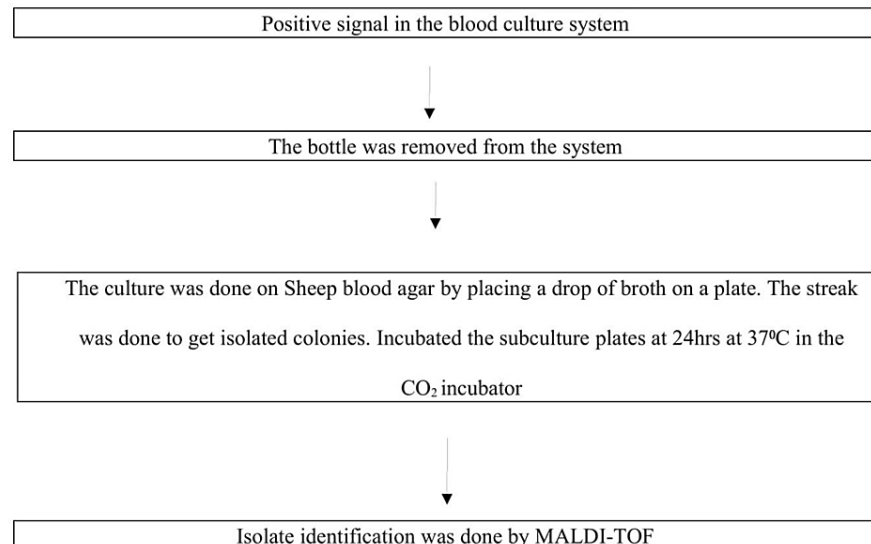 Positive signal in the blood culture system
The bottle was removed from the system
The culture was done on Sheep blood agar by placing a drop of broth on a plate. The streak
was done to get isolated colonies. Incubated the subculture plates at 24hrs at 37⁰C in the
CO₂ incubator
Isolate identification was done by MALDI-TOF